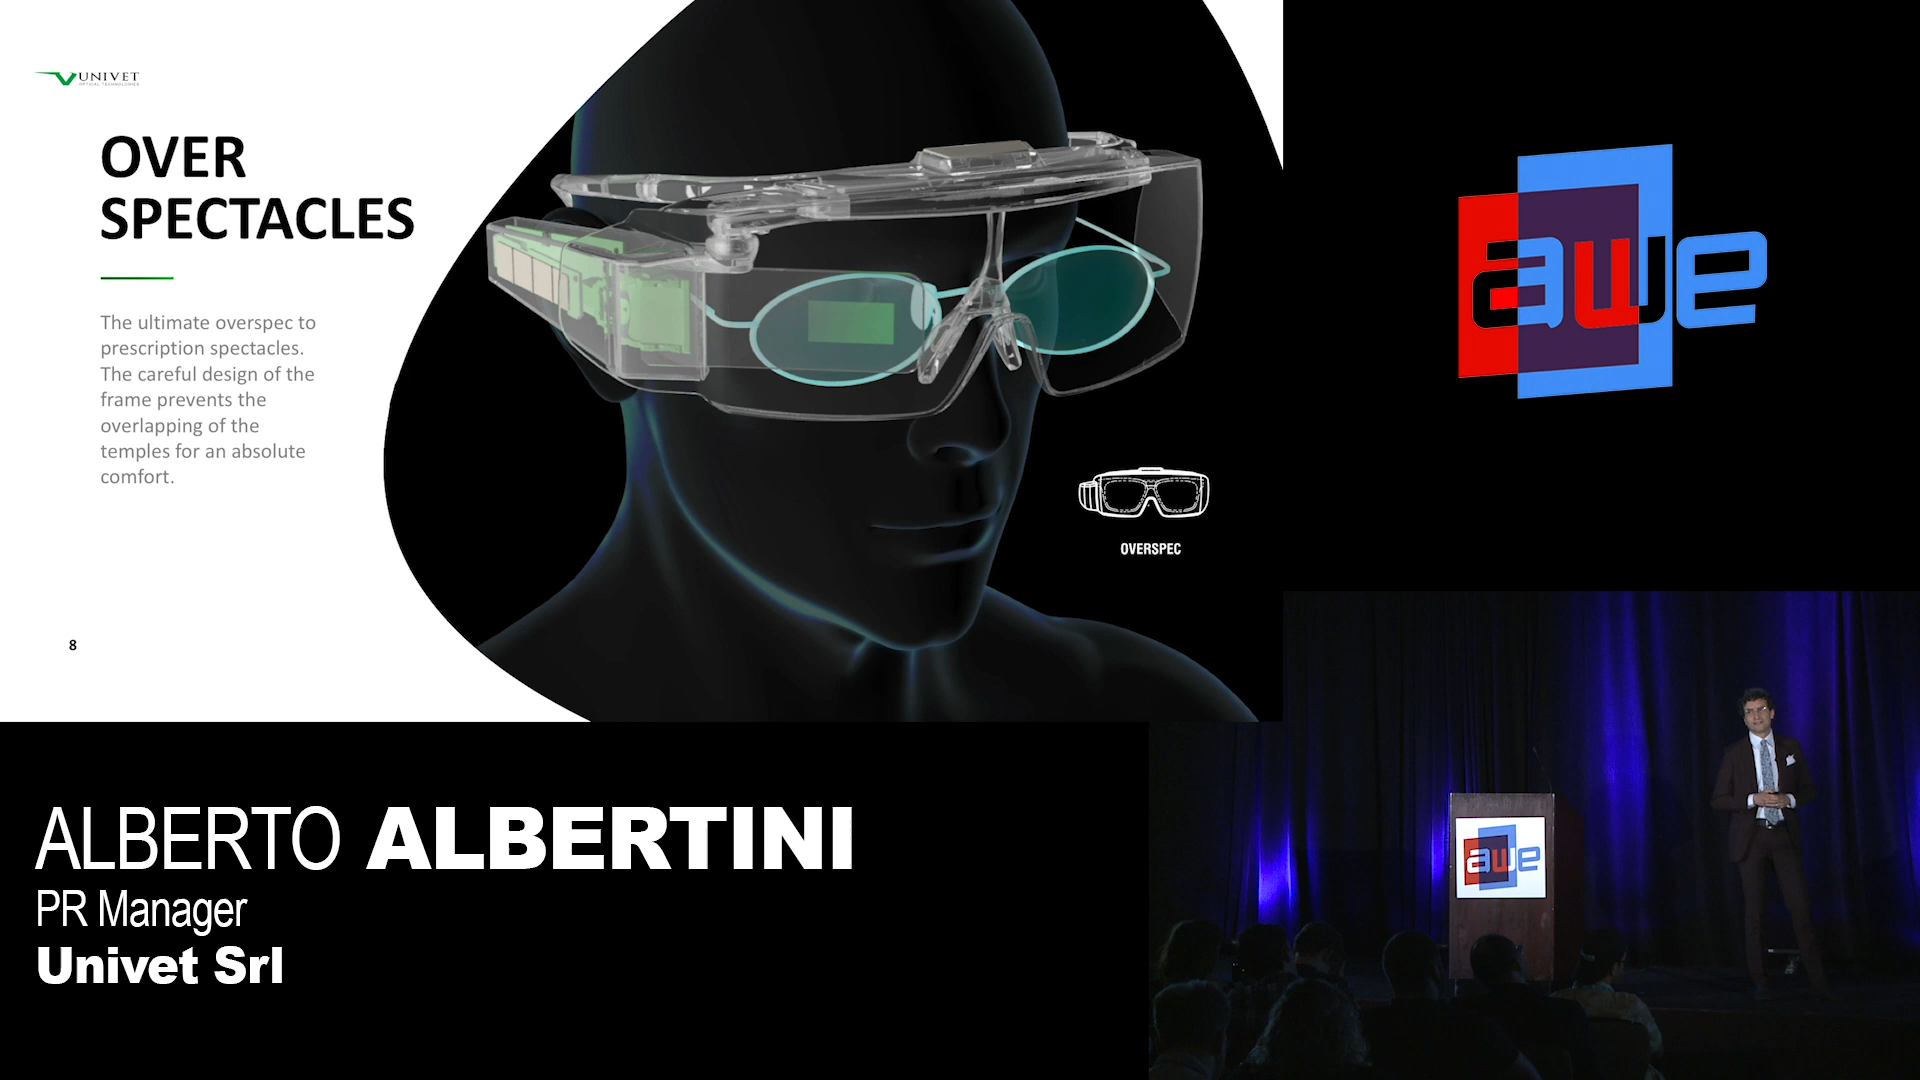 UNIVET
OPTICAL TECHNOLOGIES
OVER
SPECTACLES
The ultimate overspec to
prescription spectacles.
The careful design of the
frame prevents the
overlapping of the
temples for an absolute
comfort.
OVERSPEC
8
awe
awe
ALBERTO ALBERTINI
PR Manager
Univet Srl